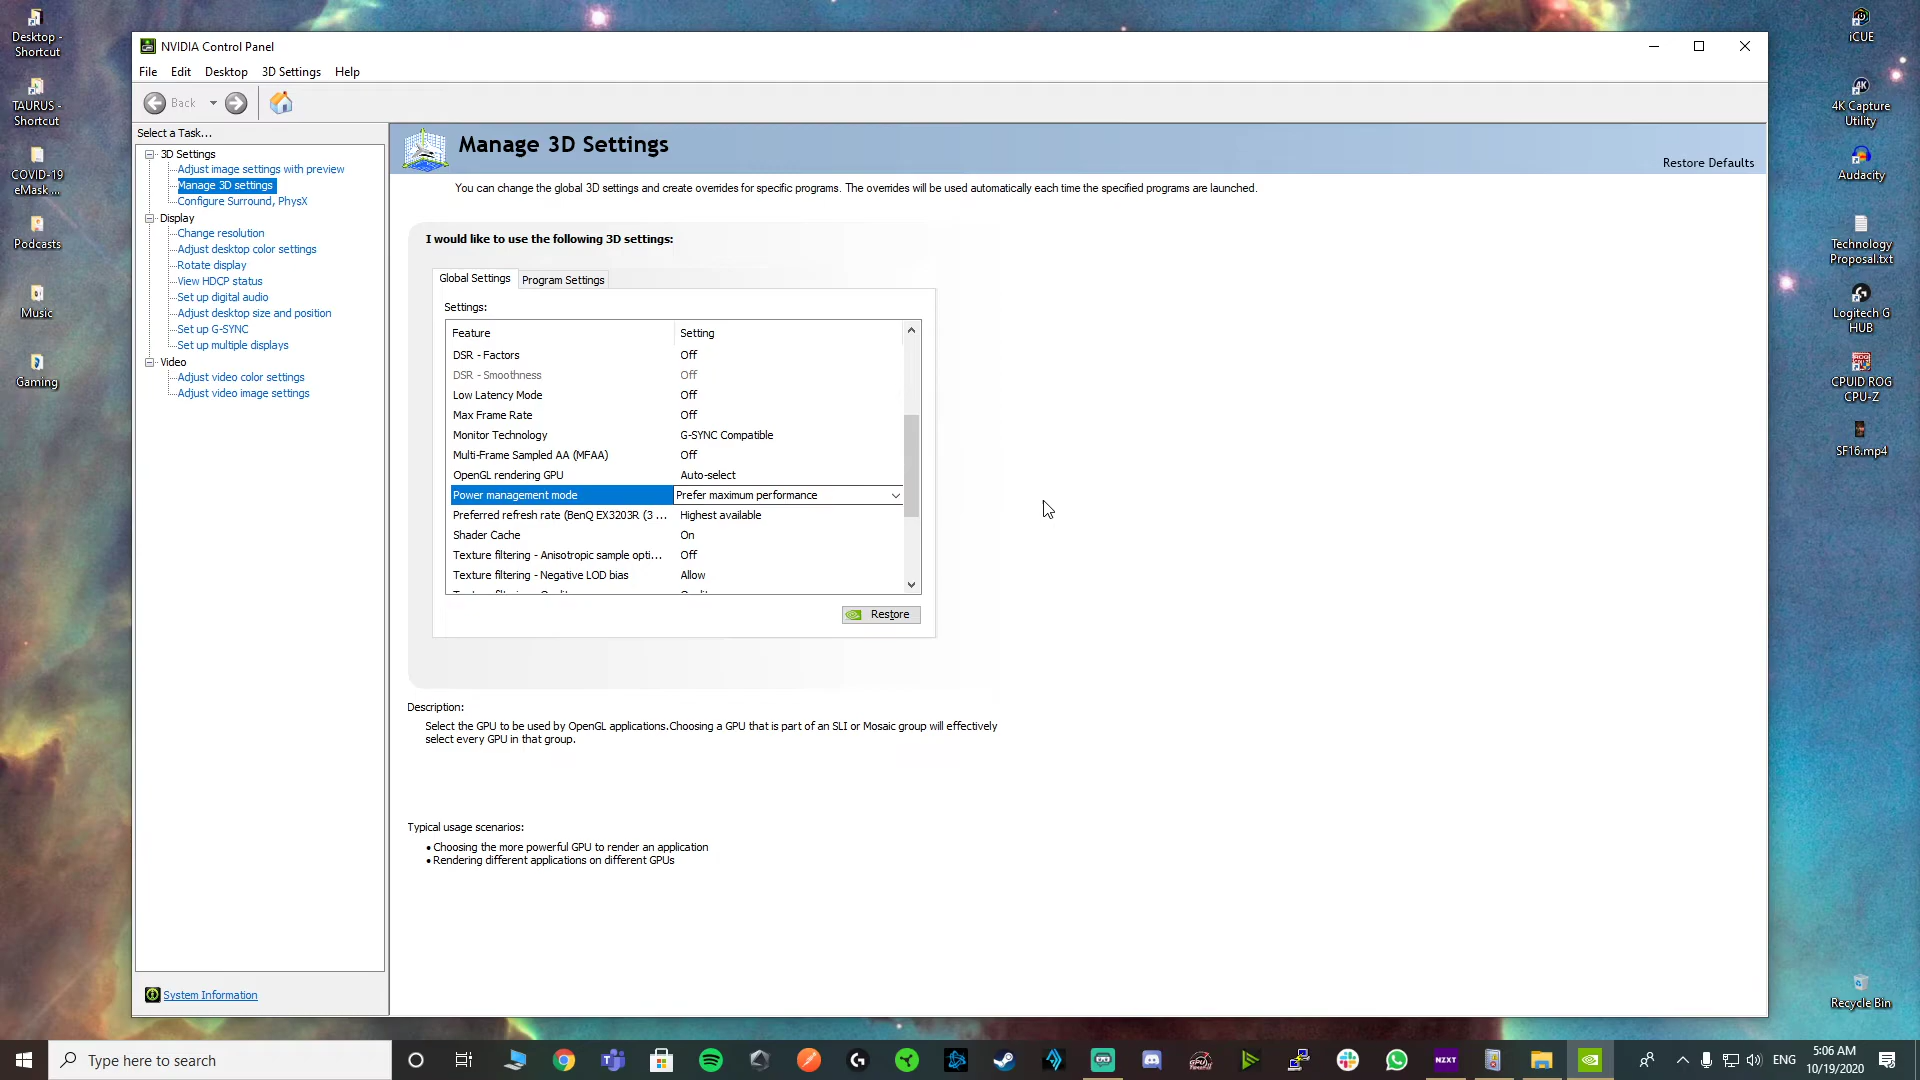 Desktop -
Shortcut
TAURUS -
Shortcut
COVID-19
eMask ...
Podcasts
Music
Gaming
NVIDIA Control Panel
File Edit Desktop 3D Settings Help
Back
Select a Task...
3D Settings
Adjust image settings with preview
Manage 3D settings
Configure Surround, PhysX
Display
Change resolution
Adjust desktop color settings
Rotate display
View HDCP status
Set up digital audio
Adjust desktop size and position
Set up G-SYNC
Set up multiple displays
Video
Adjust video color settings
Adjust video image settings
System Information
Manage 3D Settings
Restore Defaults
You can change the global 3D settings and create overrides for specific programs. The overrides will be used automatically each time the specified programs are launched.
I would like to use the following 3D settings:
Global Settings Program Settings
Settings:
Feature Setting
DSR - Factors Off
DSR - Smoothness Off
Low Latency Mode Off
Max Frame Rate Off
Monitor Technology G-SYNC Compatible
Multi-Frame Sampled AA (MFAA) Off
OpenGL rendering GPU Auto-select
Power management mode Prefer maximum performance
Preferred refresh rate (BenQ EX3203R (3 ... Highest available
Shader Cache On
Texture filtering - Anisotropic sample opti... Off
Texture filtering - Negative LOD bias Allow
Restore
Description:
Select the GPU to be used by OpenGL applications.Choosing a GPU that is part of an SLI or Mosaic group will effectively
select every GPU in that group.
Typical usage scenarios:
• Choosing the more powerful GPU to render an application
• Rendering different applications on different GPUs
iCUE
4K
4K Capture
Utility
Audacity
Technology
Proposal.txt
Logitech G
HUB
CPUID ROG
CPU-Z
SF16.mp4
Recycle Bin
Type here to search
NZXT
ENG
5:06 AM
10/19/2020